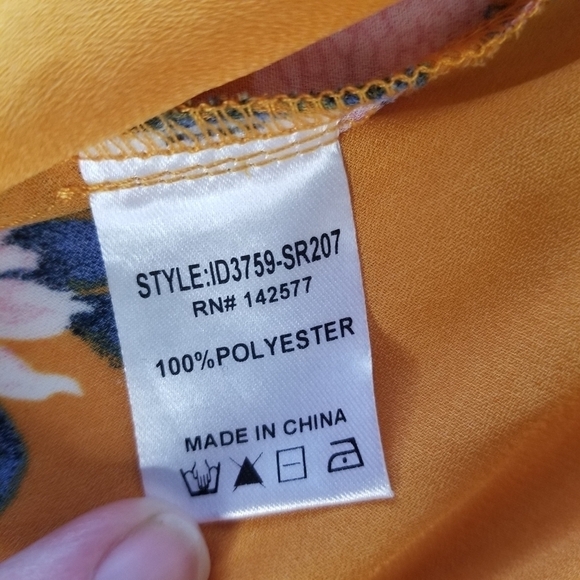 STYLE:ID3759-SR207
RN# 142577
100%POLYESTER
MADE IN CHINA